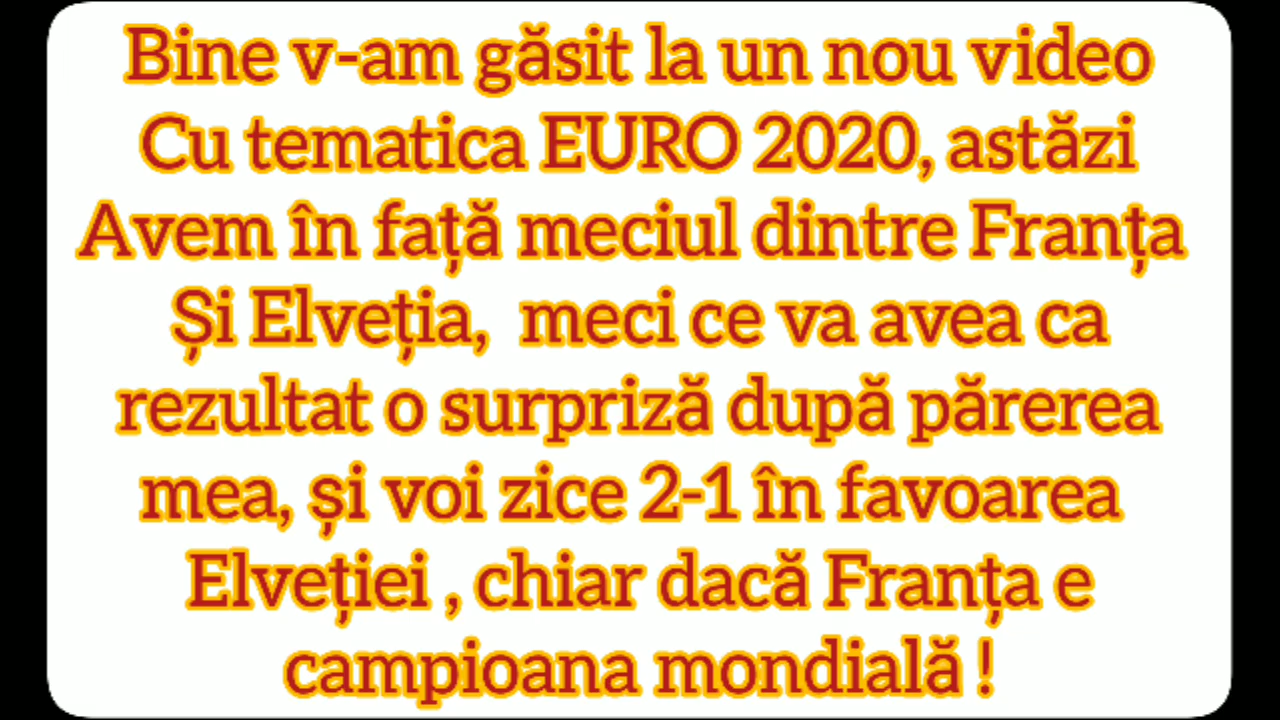 Bine v-am găsit la un nou video
Cu tematica EURO 2020, astăzi
Avem în față meciul dintre Franța
Și Elveția,  meci ce va avea ca
rezultat o surpriză după părerea
mea, și voi zice 2-1 în favoarea
Elveției , chiar dacă Franța e
campioana mondială !